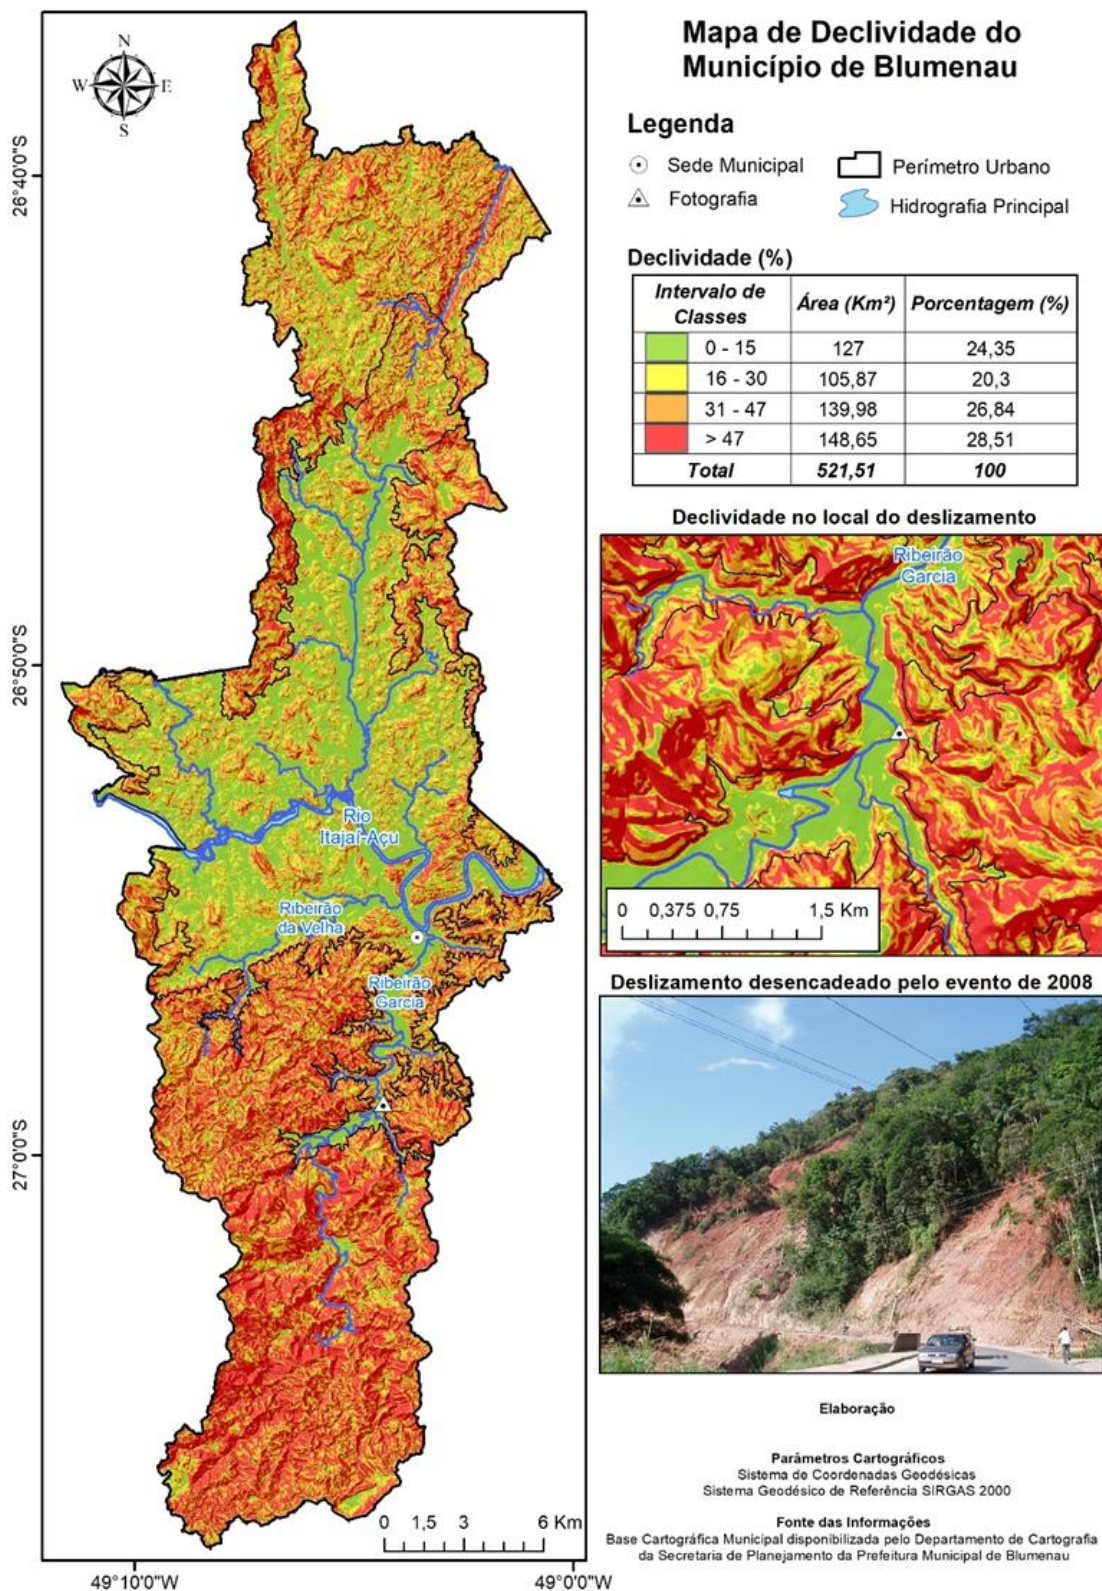 Mapa de Declividade do
Município de Blumenau
Legenda
Sede Municipal
Perímetro Urbano
Fotografia
Hidrografia Principal
Declividade (%)
Intervalo de Classes Área (Km²) Porcentagem (%)
0 - 15 127 24,35
16 - 30 105,87 20,3
31 - 47 139,98 26,84
> 47 148,65 28,51
Total 521,51 100
N
W E
S
26°40'0"S
26°50'0"S
27°0'0"S
49°10'0"W
49°0'0"W
Rio
Itajaí-Açu
Ribeirão
da Velha
Ribeirão
Garcia
0 1,5 3 6 Km
Declividade no local do deslizamento
Ribeirão
Garcia
0 0,375 0,75 1,5 Km
Deslizamento desencadeado pelo evento de 2008
Elaboração
Parâmetros Cartográficos
Sistema de Coordenadas Geodésicas
Sistema Geodésico de Referência SIRGAS 2000
Fonte das Informações
Base Cartográfica Municipal disponibilizada pelo Departamento de Cartografia
da Secretaria de Planejamento da Prefeitura Municipal de Blumenau